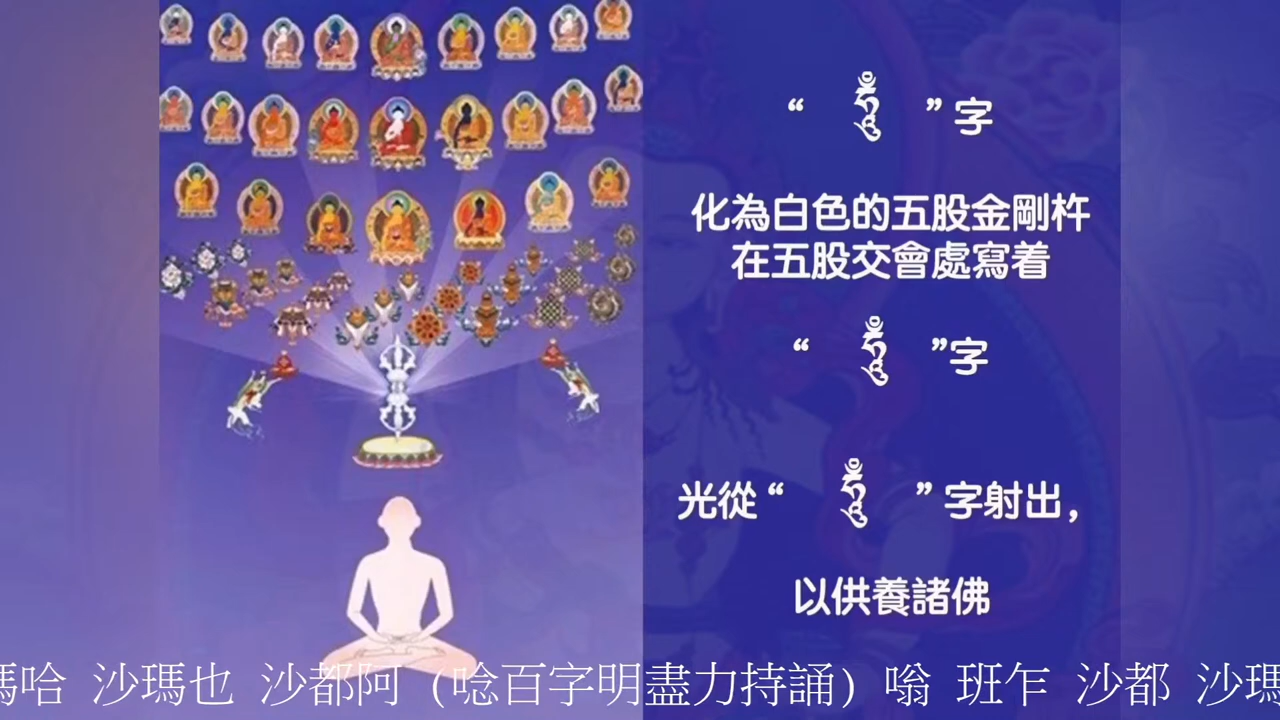 “ ཧཱུྃ ” 字
化為白色的五股金剛杵
在五股交會處寫着
“ ཧཱུྃ ”字
光從 “ ཧཱུྃ ” 字射出，
以供養諸佛
瑪哈 沙瑪也 沙都阿 (唸百字明盡力持誦) 嗡 班乍 沙都 沙瑪